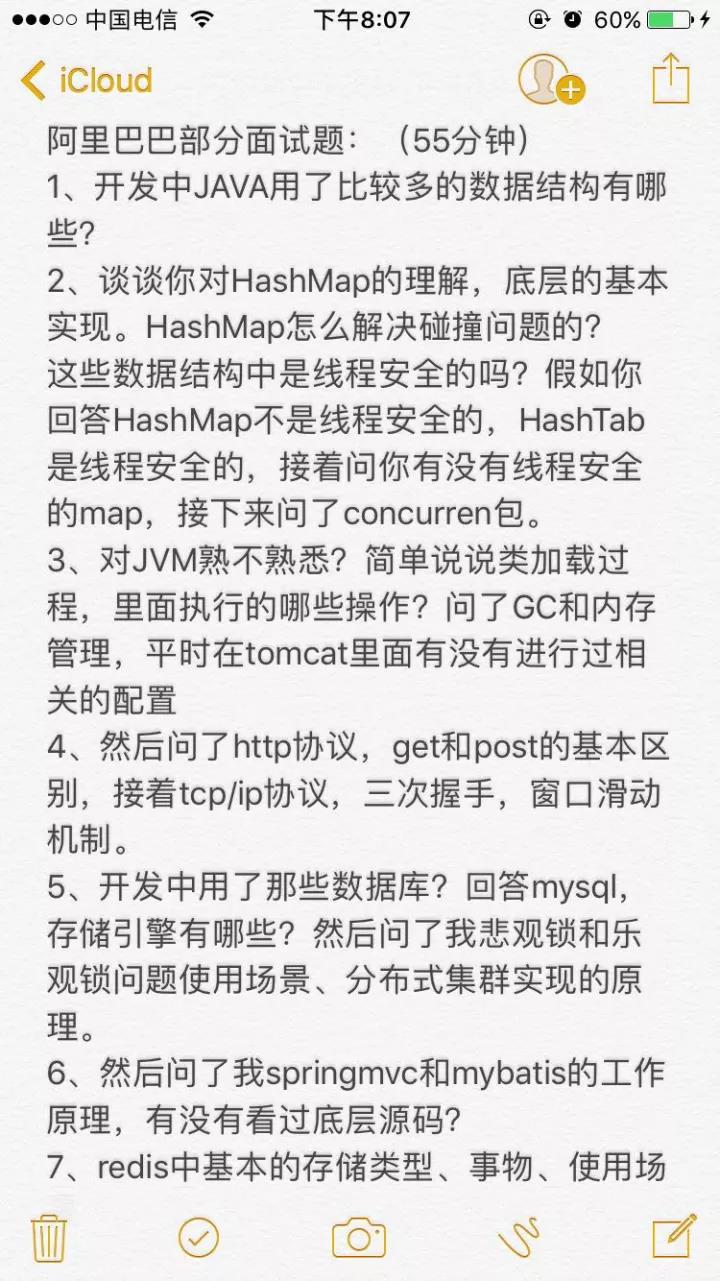 中国电信 下午8:07 60%
iCloud
阿里巴巴部分面试题：（55分钟）
1、开发中JAVA用了比较多的数据结构有哪
些？
2、谈谈你对HashMap的理解，底层的基本
实现。HashMap怎么解决碰撞问题的？
这些数据结构中是线程安全的吗？假如你
回答HashMap不是线程安全的，HashTab
是线程安全的，接着问你有没有线程安全
的map，接下来问了concurren包。
3、对JVM熟不熟悉？简单说说类加载过
程，里面执行的哪些操作？问了GC和内存
管理，平时在tomcat里面有没有进行过相
关的配置
4、然后问了http协议，get和post的基本区
别，接着tcp/ip协议，三次握手，窗口滑动
机制。
5、开发中用了那些数据库？回答mysql，
存储引擎有哪些？然后问了我悲观锁和乐
观锁问题使用场景、分布式集群实现的原
理。
6、然后问了我springmvc和mybatis的工作
原理，有没有看过底层源码？
7、redis中基本的存储类型、事物、使用场